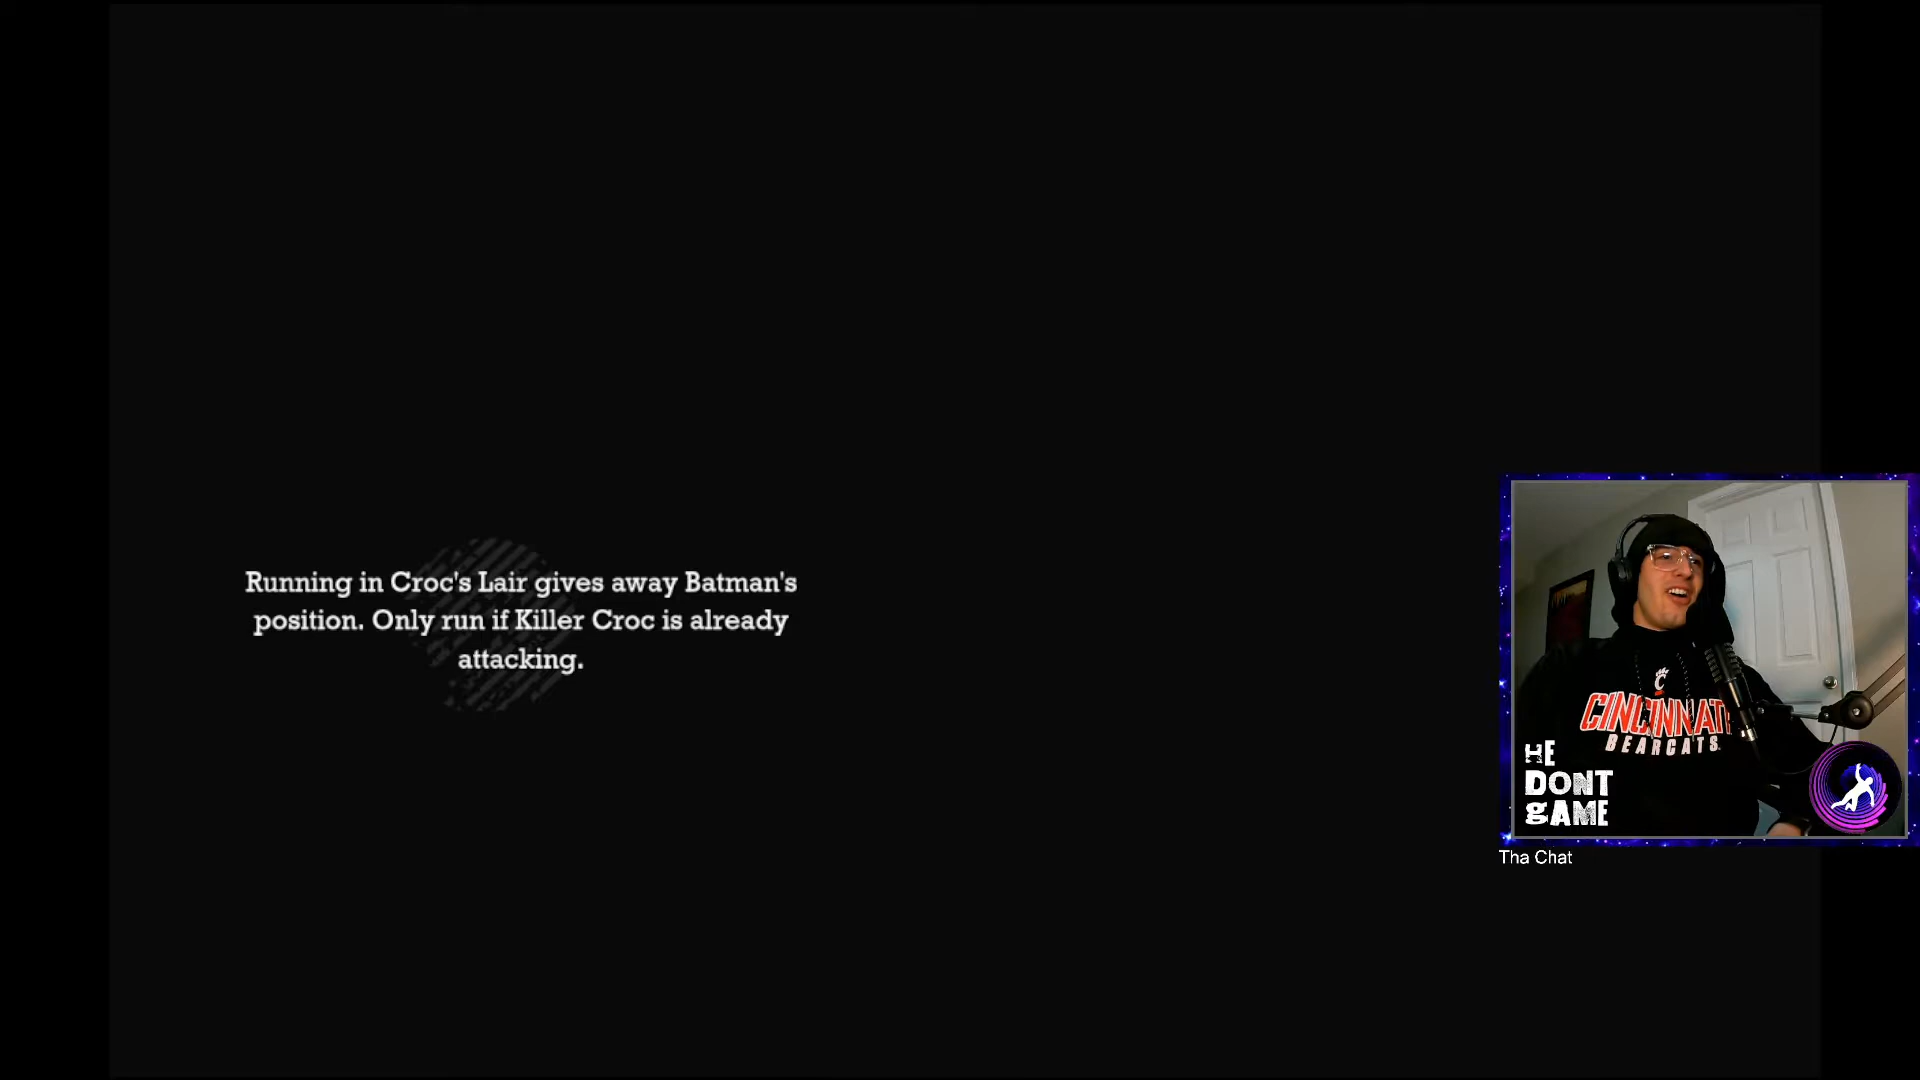 Running in Croc's Lair gives away Batman's
position. Only run if Killer Croc is already
attacking.
C
CINCINNATI
BEARCATS
HE
DONT
gAME
Tha Chat